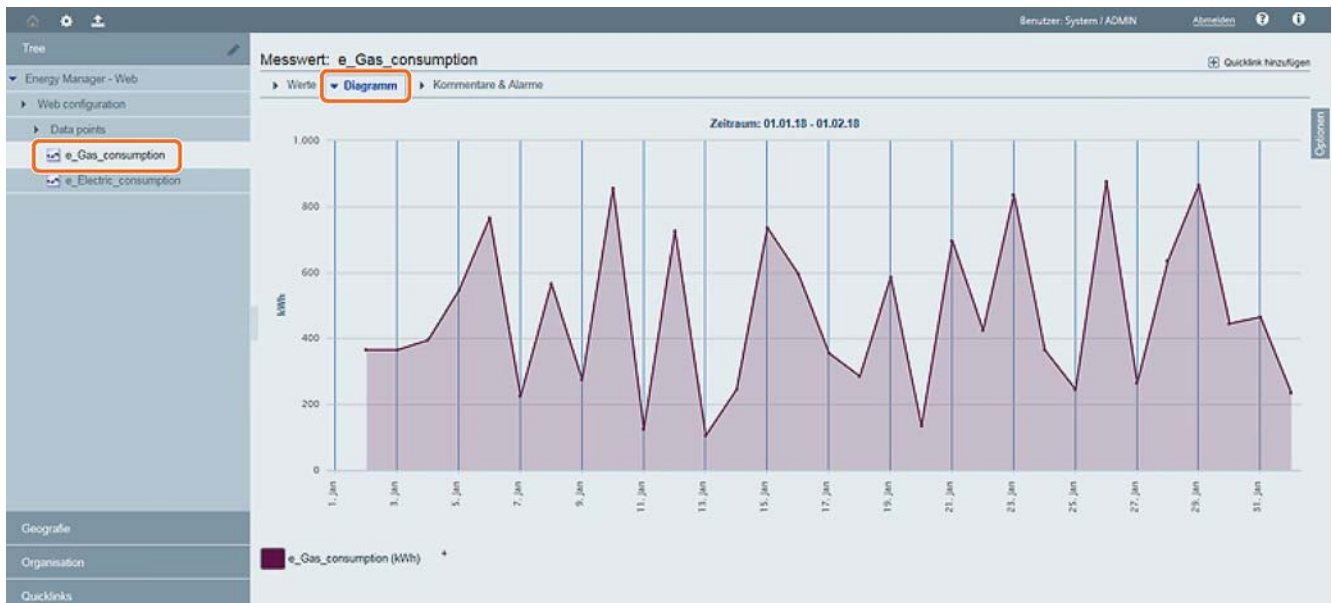 Benutzer: System / ADMIN
Abmelden
Tree
Energy Manager - Web
Web configuration
Data points
e_Gas_consumption
e_Electric_consumption
Geografie
Organisation
Quicklinks
Messwert: e_Gas_consumption
Quicklink hinzufügen
Werte Diagramm Kommentare & Alarme
Optionen
Zeitraum: 01.01.18 - 01.02.18
1.000
800
600
400
200
0
kWh
1. Jan
3. Jan
5. Jan
7. Jan
9. Jan
11. Jan
13. Jan
15. Jan
17. Jan
19. Jan
21. Jan
23. Jan
25. Jan
27. Jan
29. Jan
31. Jan
e_Gas_consumption (kWh) +